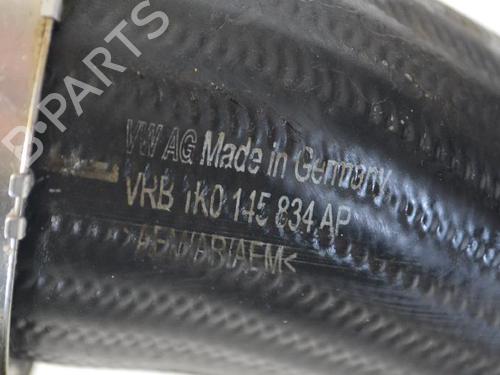 B-PARTS
VW AG Made in Germany
VRB 1K0 145 834 AP